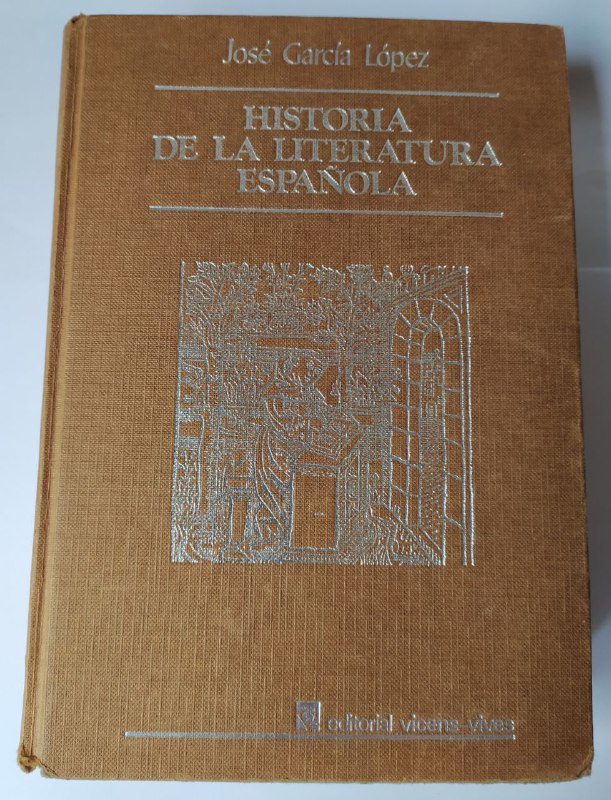 José García López
HISTORIA
DE LA LITERATURA
ESPAÑOLA
editorial vicens-vives